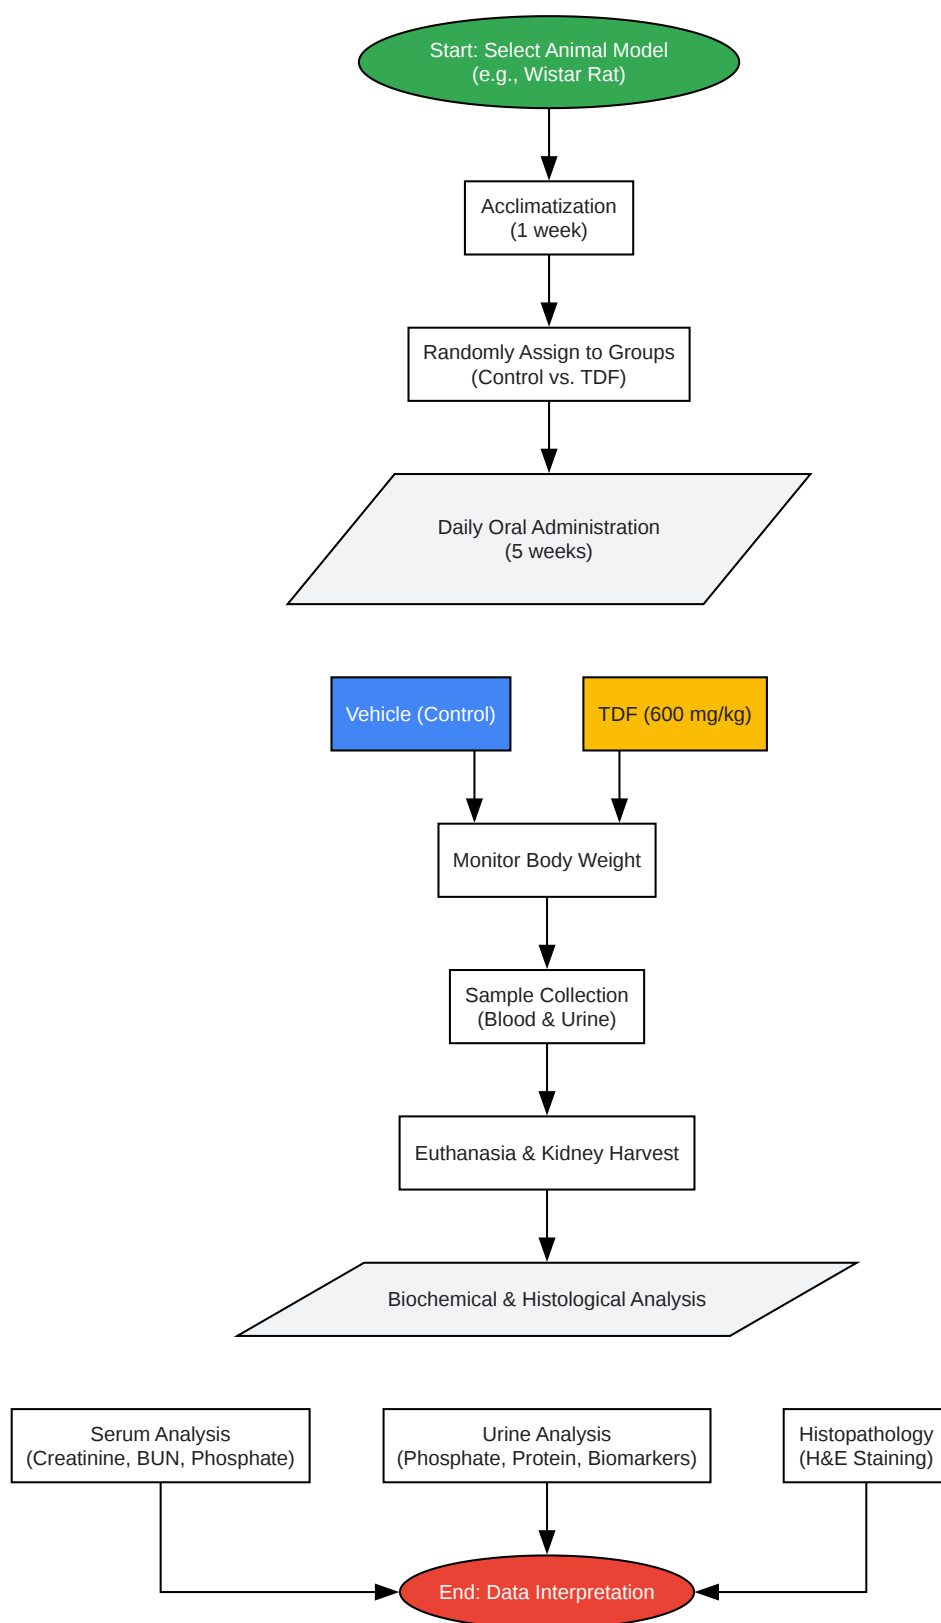 Start: Select Animal Model
(e.g., Wistar Rat)
Acclimatization
(1 week)
Randomly Assign to Groups
(Control vs. TDF)
Daily Oral Administration
(5 weeks)
Vehicle (Control)
TDF (600 mg/kg)
Monitor Body Weight
Sample Collection
(Blood & Urine)
Euthanasia & Kidney Harvest
Biochemical & Histological Analysis
Serum Analysis
(Creatinine, BUN, Phosphate)
Urine Analysis
(Phosphate, Protein, Biomarkers)
Histopathology
(H&E Staining)
End: Data Interpretation